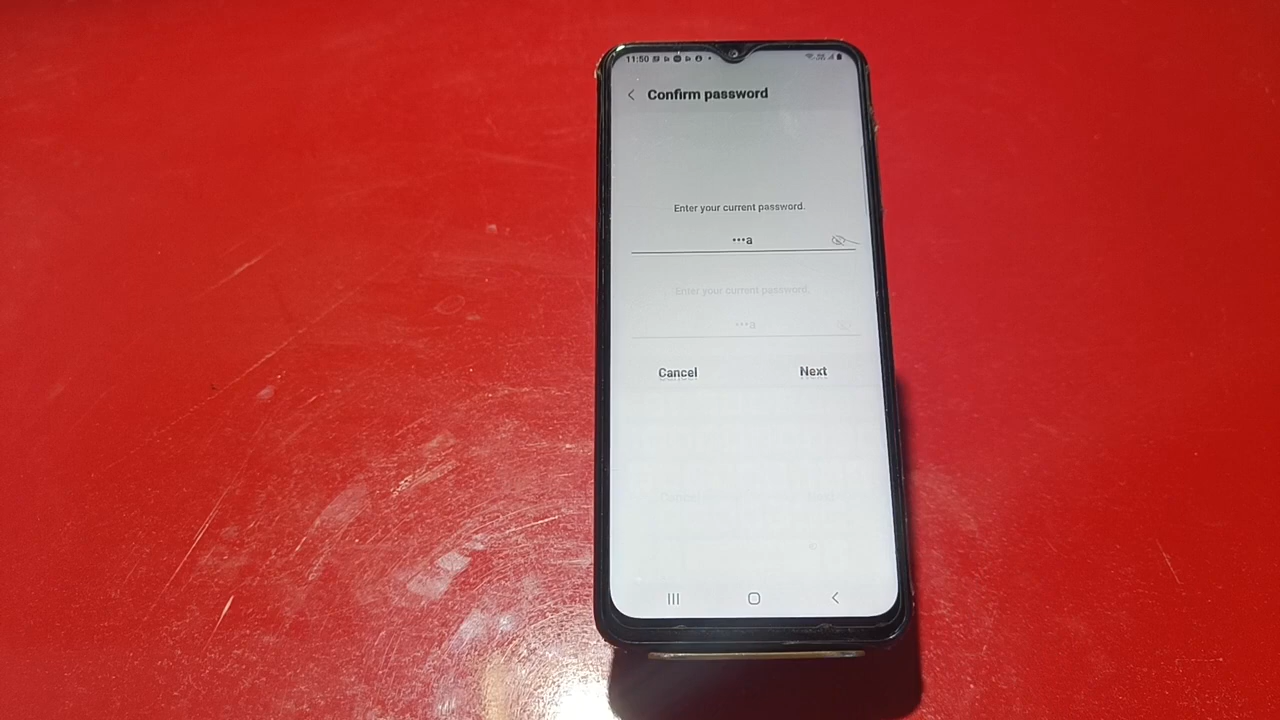 11:50
Confirm password
Enter your current password.
•••a
Enter your current password.
•••a
Cancel
Next